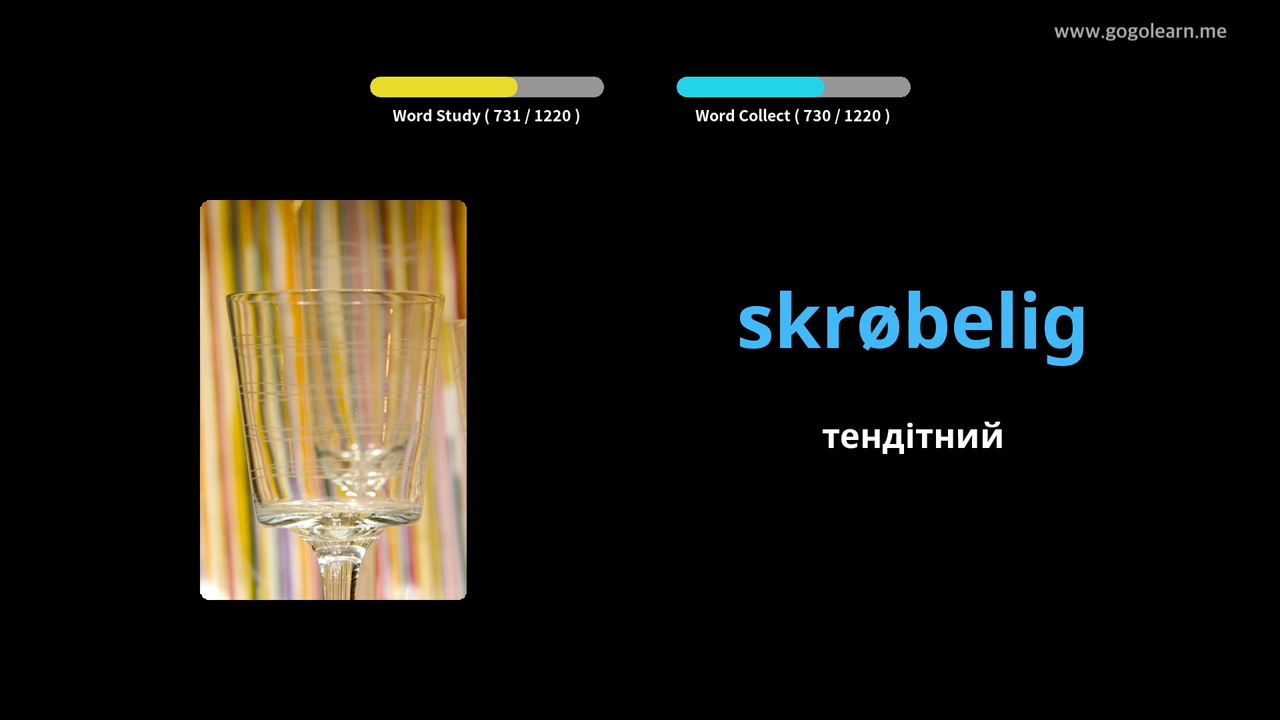 www.gogolearn.me
Word Study ( 731 / 1220 )
Word Collect ( 730 / 1220 )
skrøbelig
тендітний